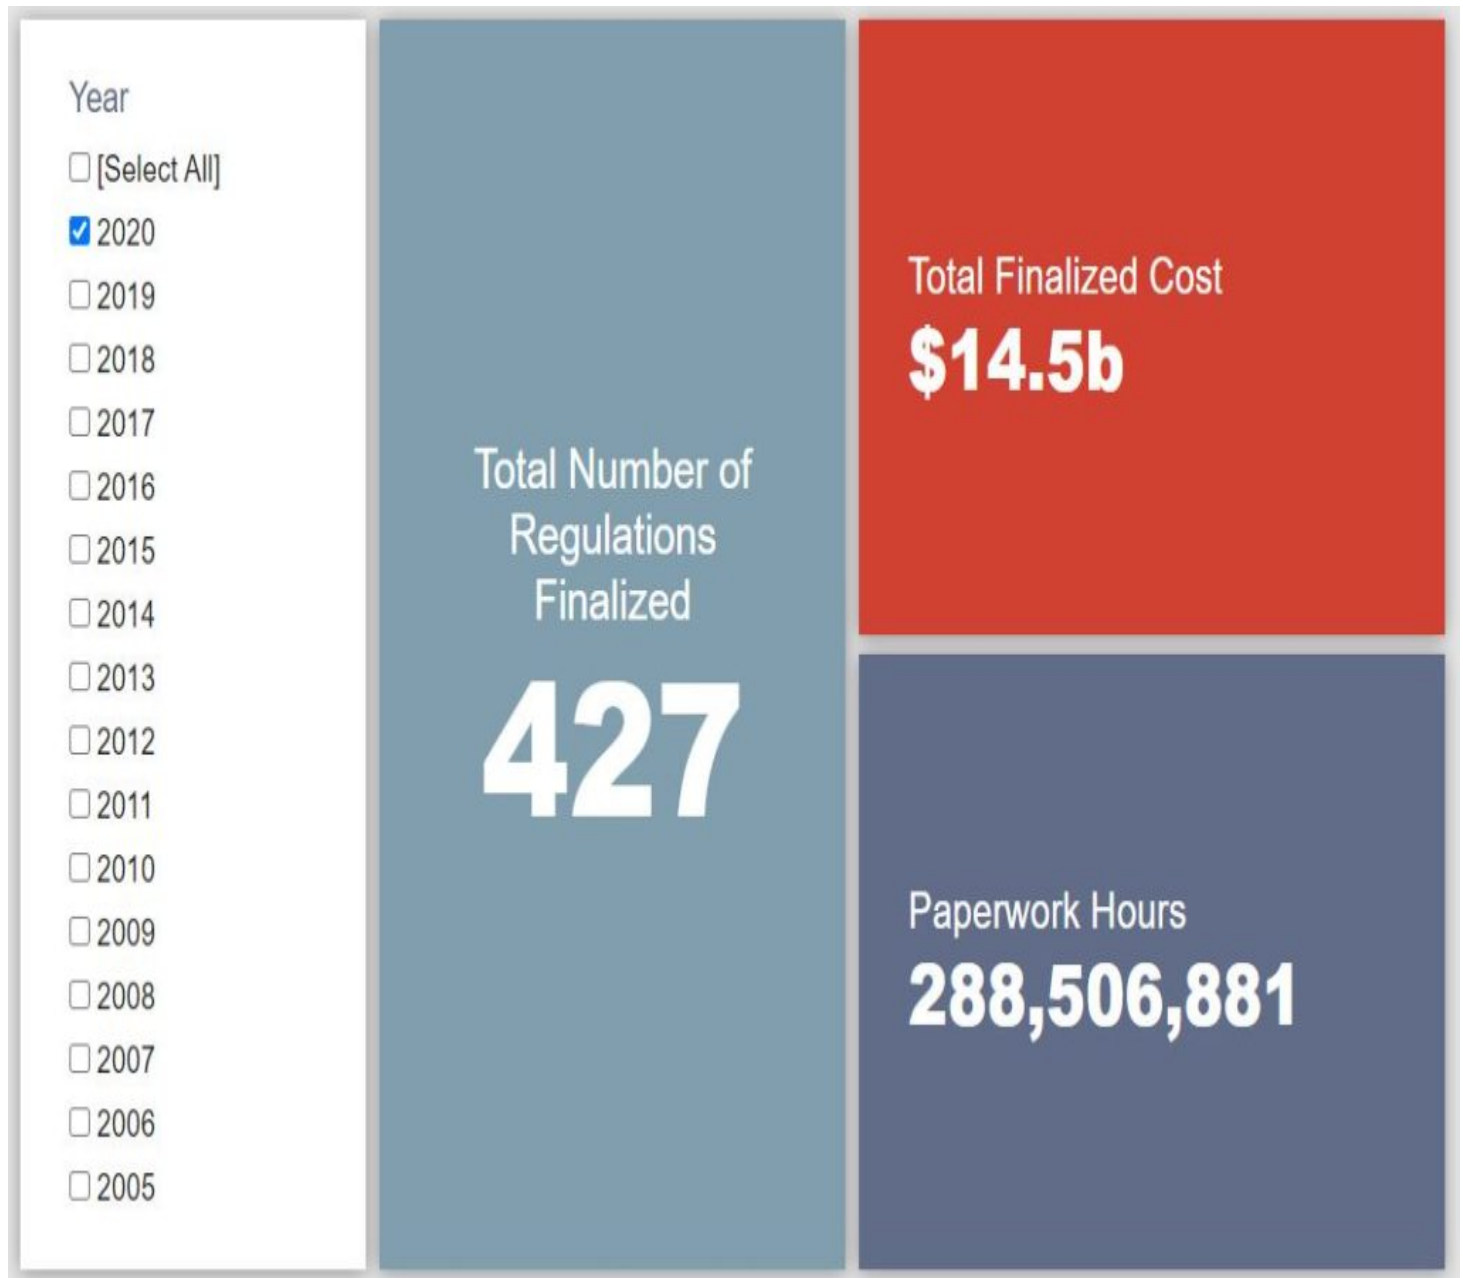 Year
[Select All]
2020
2019
2018
2017
2016
2015
2014
2013
2012
2011
2010
2009
2008
2007
2006
2005
Total Number of
Regulations
Finalized
427
Total Finalized Cost
$14.5b
Paperwork Hours
288,506,881